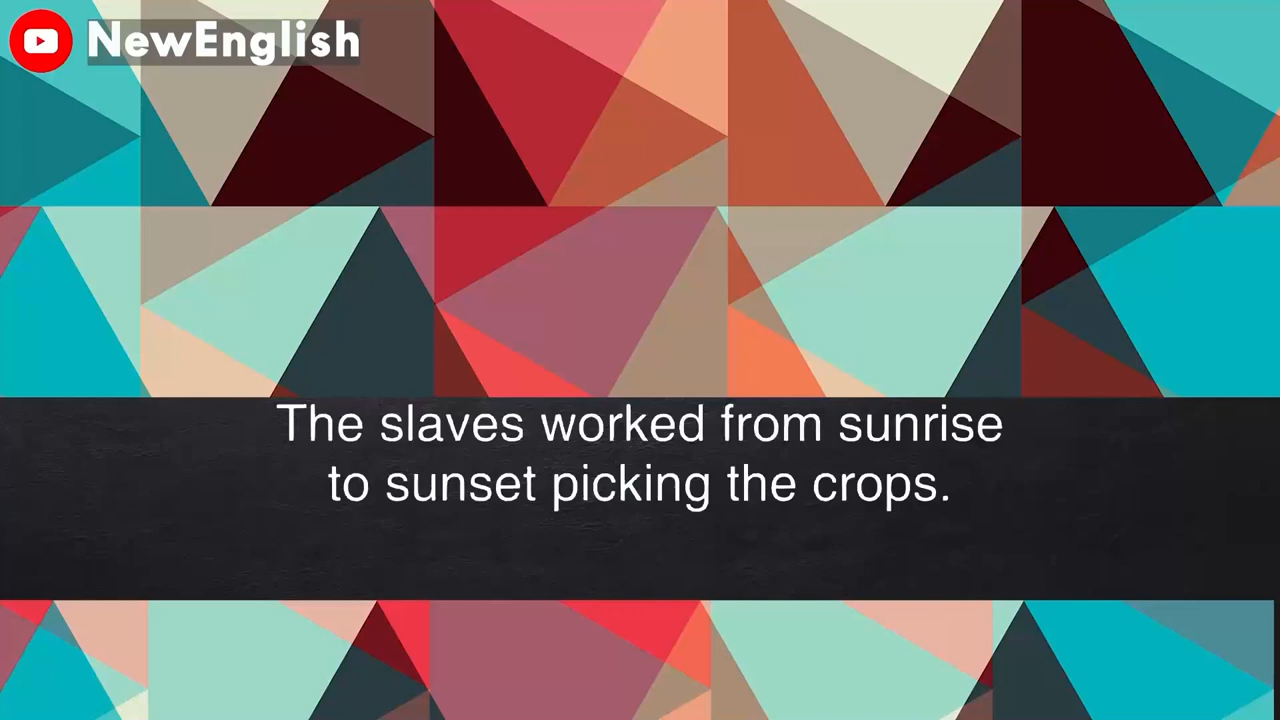 NewEnglish
The slaves worked from sunrise
to sunset picking the crops.